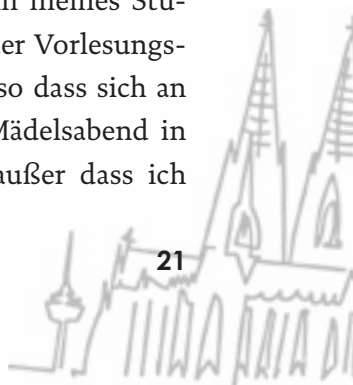 meines Stu-
er Vorlesungs-
so dass sich an
Mädelsabend in
außer dass ich
21